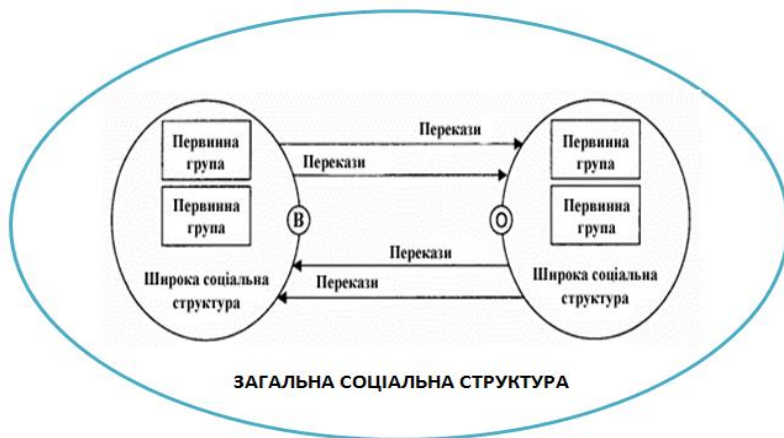 Первинна
група
Первинна
група
В
Широка соціальна
структура
Перекази
Перекази
Перекази
Перекази
Первинна
група
Первинна
група
О
Широка соціальна
структура
ЗАГАЛЬНА СОЦІАЛЬНА СТРУКТУРА